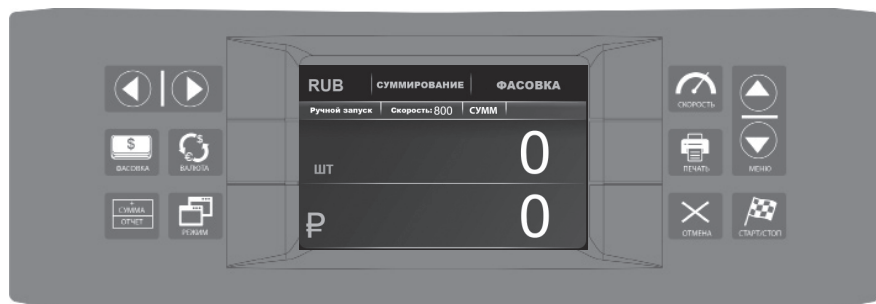 RUB СУММИРОВАНИЕ ФАСОВКА
Ручной запуск Скорость: 800 СУММ
шт 0
₽ 0
$
ФАСОВКА
$
€
ВАЛЮТА
+
СУММА
ОТЧЕТ
РЕЖИМ
СКОРОСТЬ
ПЕЧАТЬ
МЕНЮ
ОТМЕНА
СТАРТ/СТОП